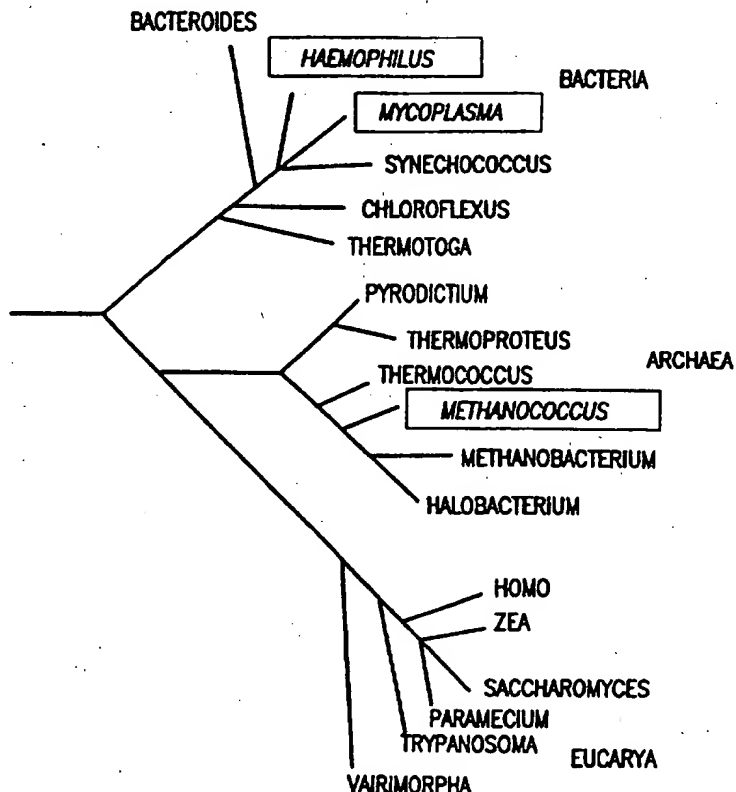 BACTEROIDES
HAEMOPHILUS
BACTERIA
MYCOPLASMA
SYNECHOCOCCUS
CHLOROFLEXUS
THERMOTOGA
PYRODICTIUM
THERMOPROTEUS
ARCHAEA
THERMOCOCCUS
METHANOCOCCUS
METHANOBACTERIUM
HALOBACTERIUM
HOMO
ZEA
SACCHAROMYCES
PARAMECIUM
TRYPANOSOMA
EUCARYA
VAIRIMORPHA